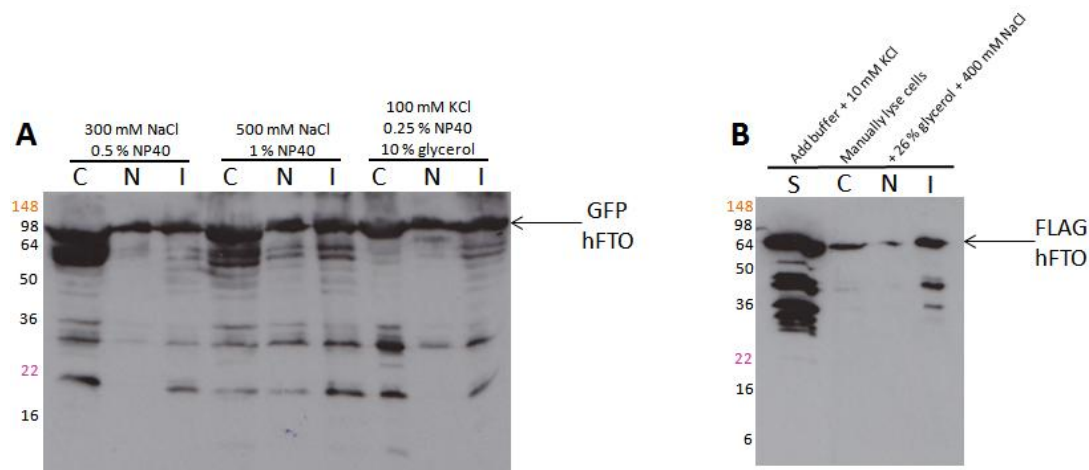 A
300 mM NaCl
0.5 % NP40
500 mM NaCl
1 % NP40
100 mM KCl
0.25 % NP40
10 % glycerol
C N I C N I C N I
148
98
64
50
36
22
16
GFP
hFTO
B
Add buffer + 10 mM KCl
Manually lyse cells
+ 26 % glycerol + 400 mM NaCl
S C N I
148
98
64
50
36
22
16
6
FLAG
hFTO